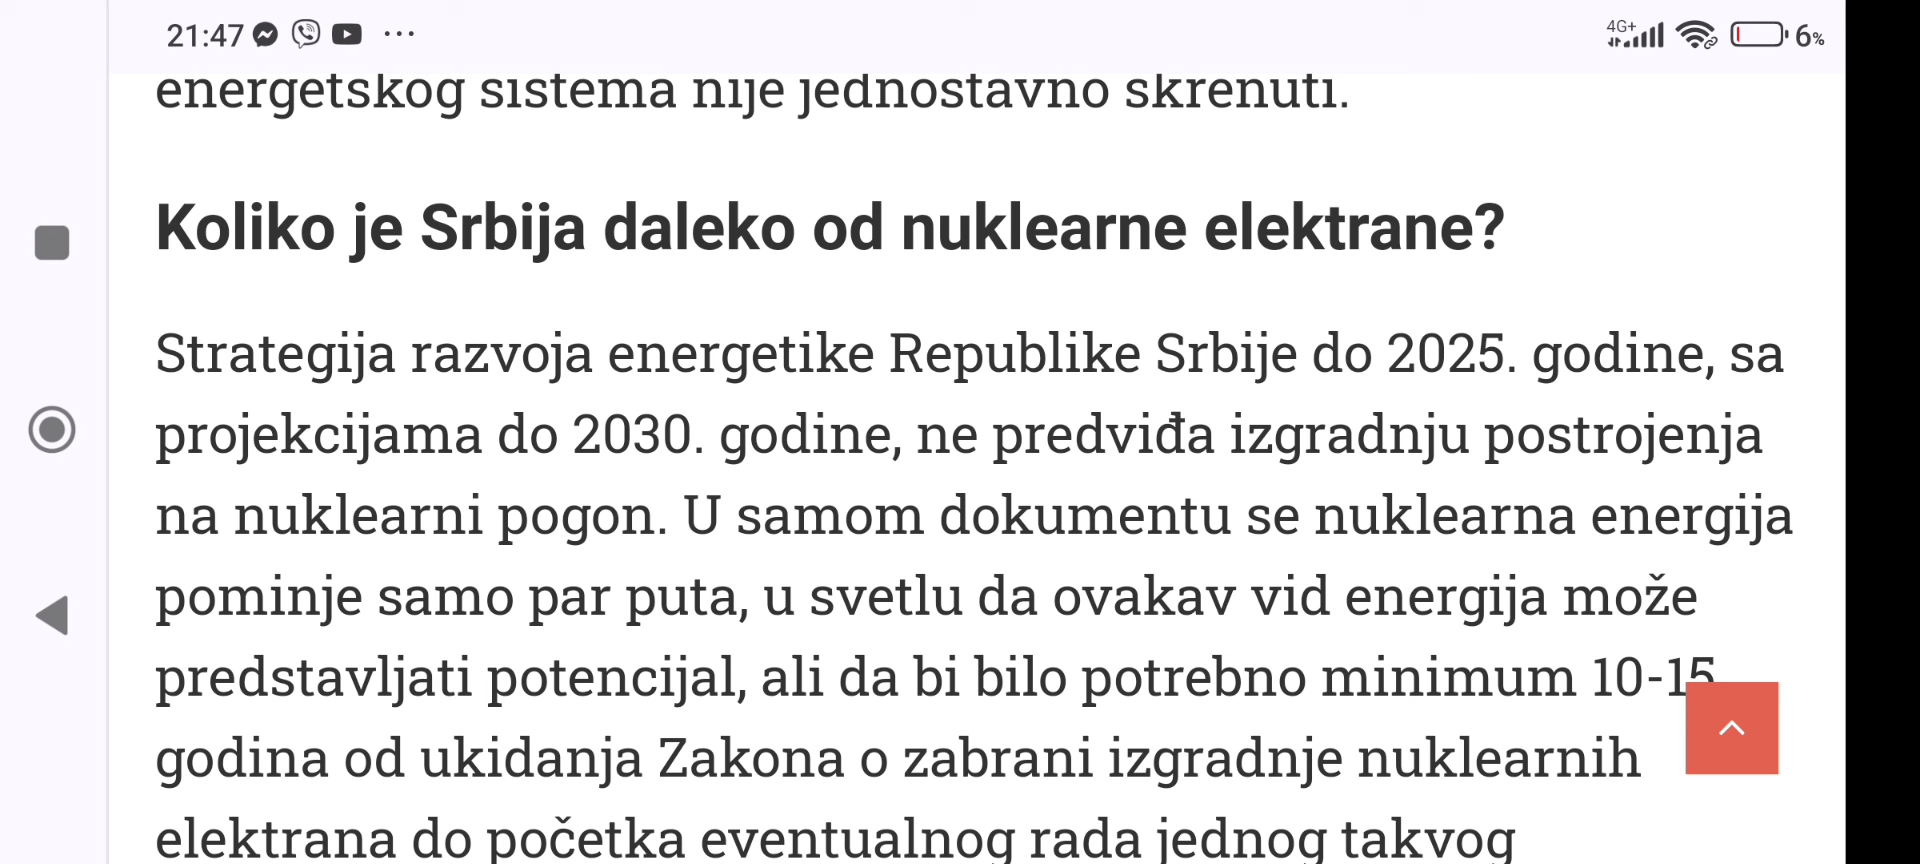 21:47 4G+ 6%
energetskog sistema nije jednostavno skrenuti.
Koliko je Srbija daleko od nuklearne elektrane?
Strategija razvoja energetike Republike Srbije do 2025. godine, sa
projekcijama do 2030. godine, ne predviđa izgradnju postrojenja
na nuklearni pogon. U samom dokumentu se nuklearna energija
pominje samo par puta, u svetlu da ovakav vid energija može
predstavljati potencijal, ali da bi bilo potrebno minimum 10-15
godina od ukidanja Zakona o zabrani izgradnje nuklearnih
elektrana do početka eventualnog rada jednog takvog